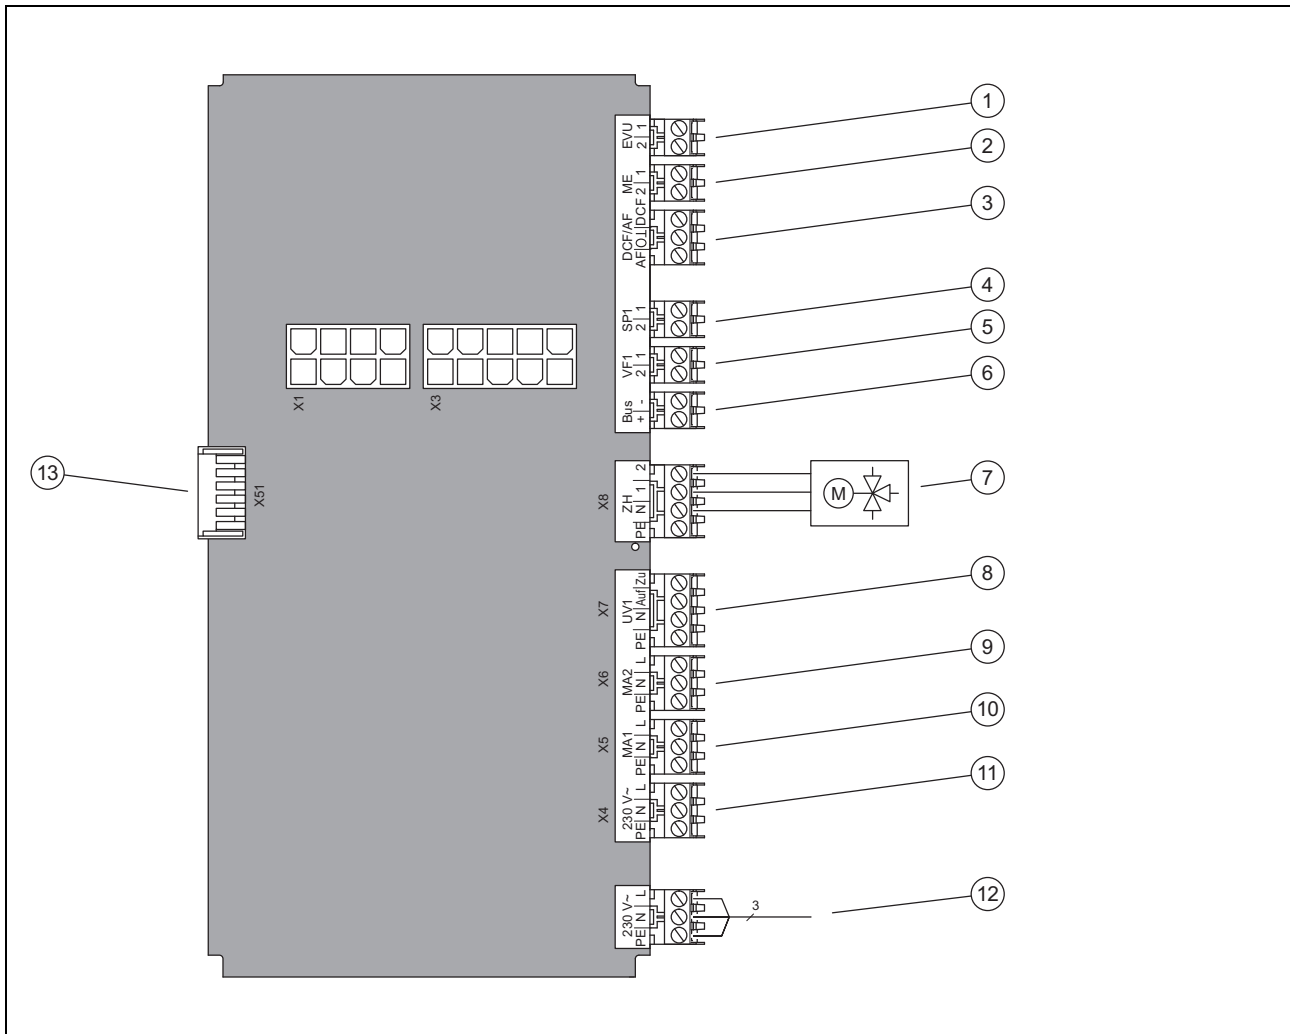 1
EVU
2 | 1
2
ME
2 | 1
3
DCF/AF
AF | O | ⊥ | DCF
4
SP1
2 | 1
5
VF1
2 | 1
6
Bus
+ | -
X1
X3
13
X51
7
X8
ZH
PE | N | 1 | 2
M
8
X7
UV1
PE | N | Auf | Zu
9
X6
MA2
PE | N | L
10
X5
MA1
PE | N | L
11
X4
230 V~
PE | N | L
12
230 V~
PE | N | L
3